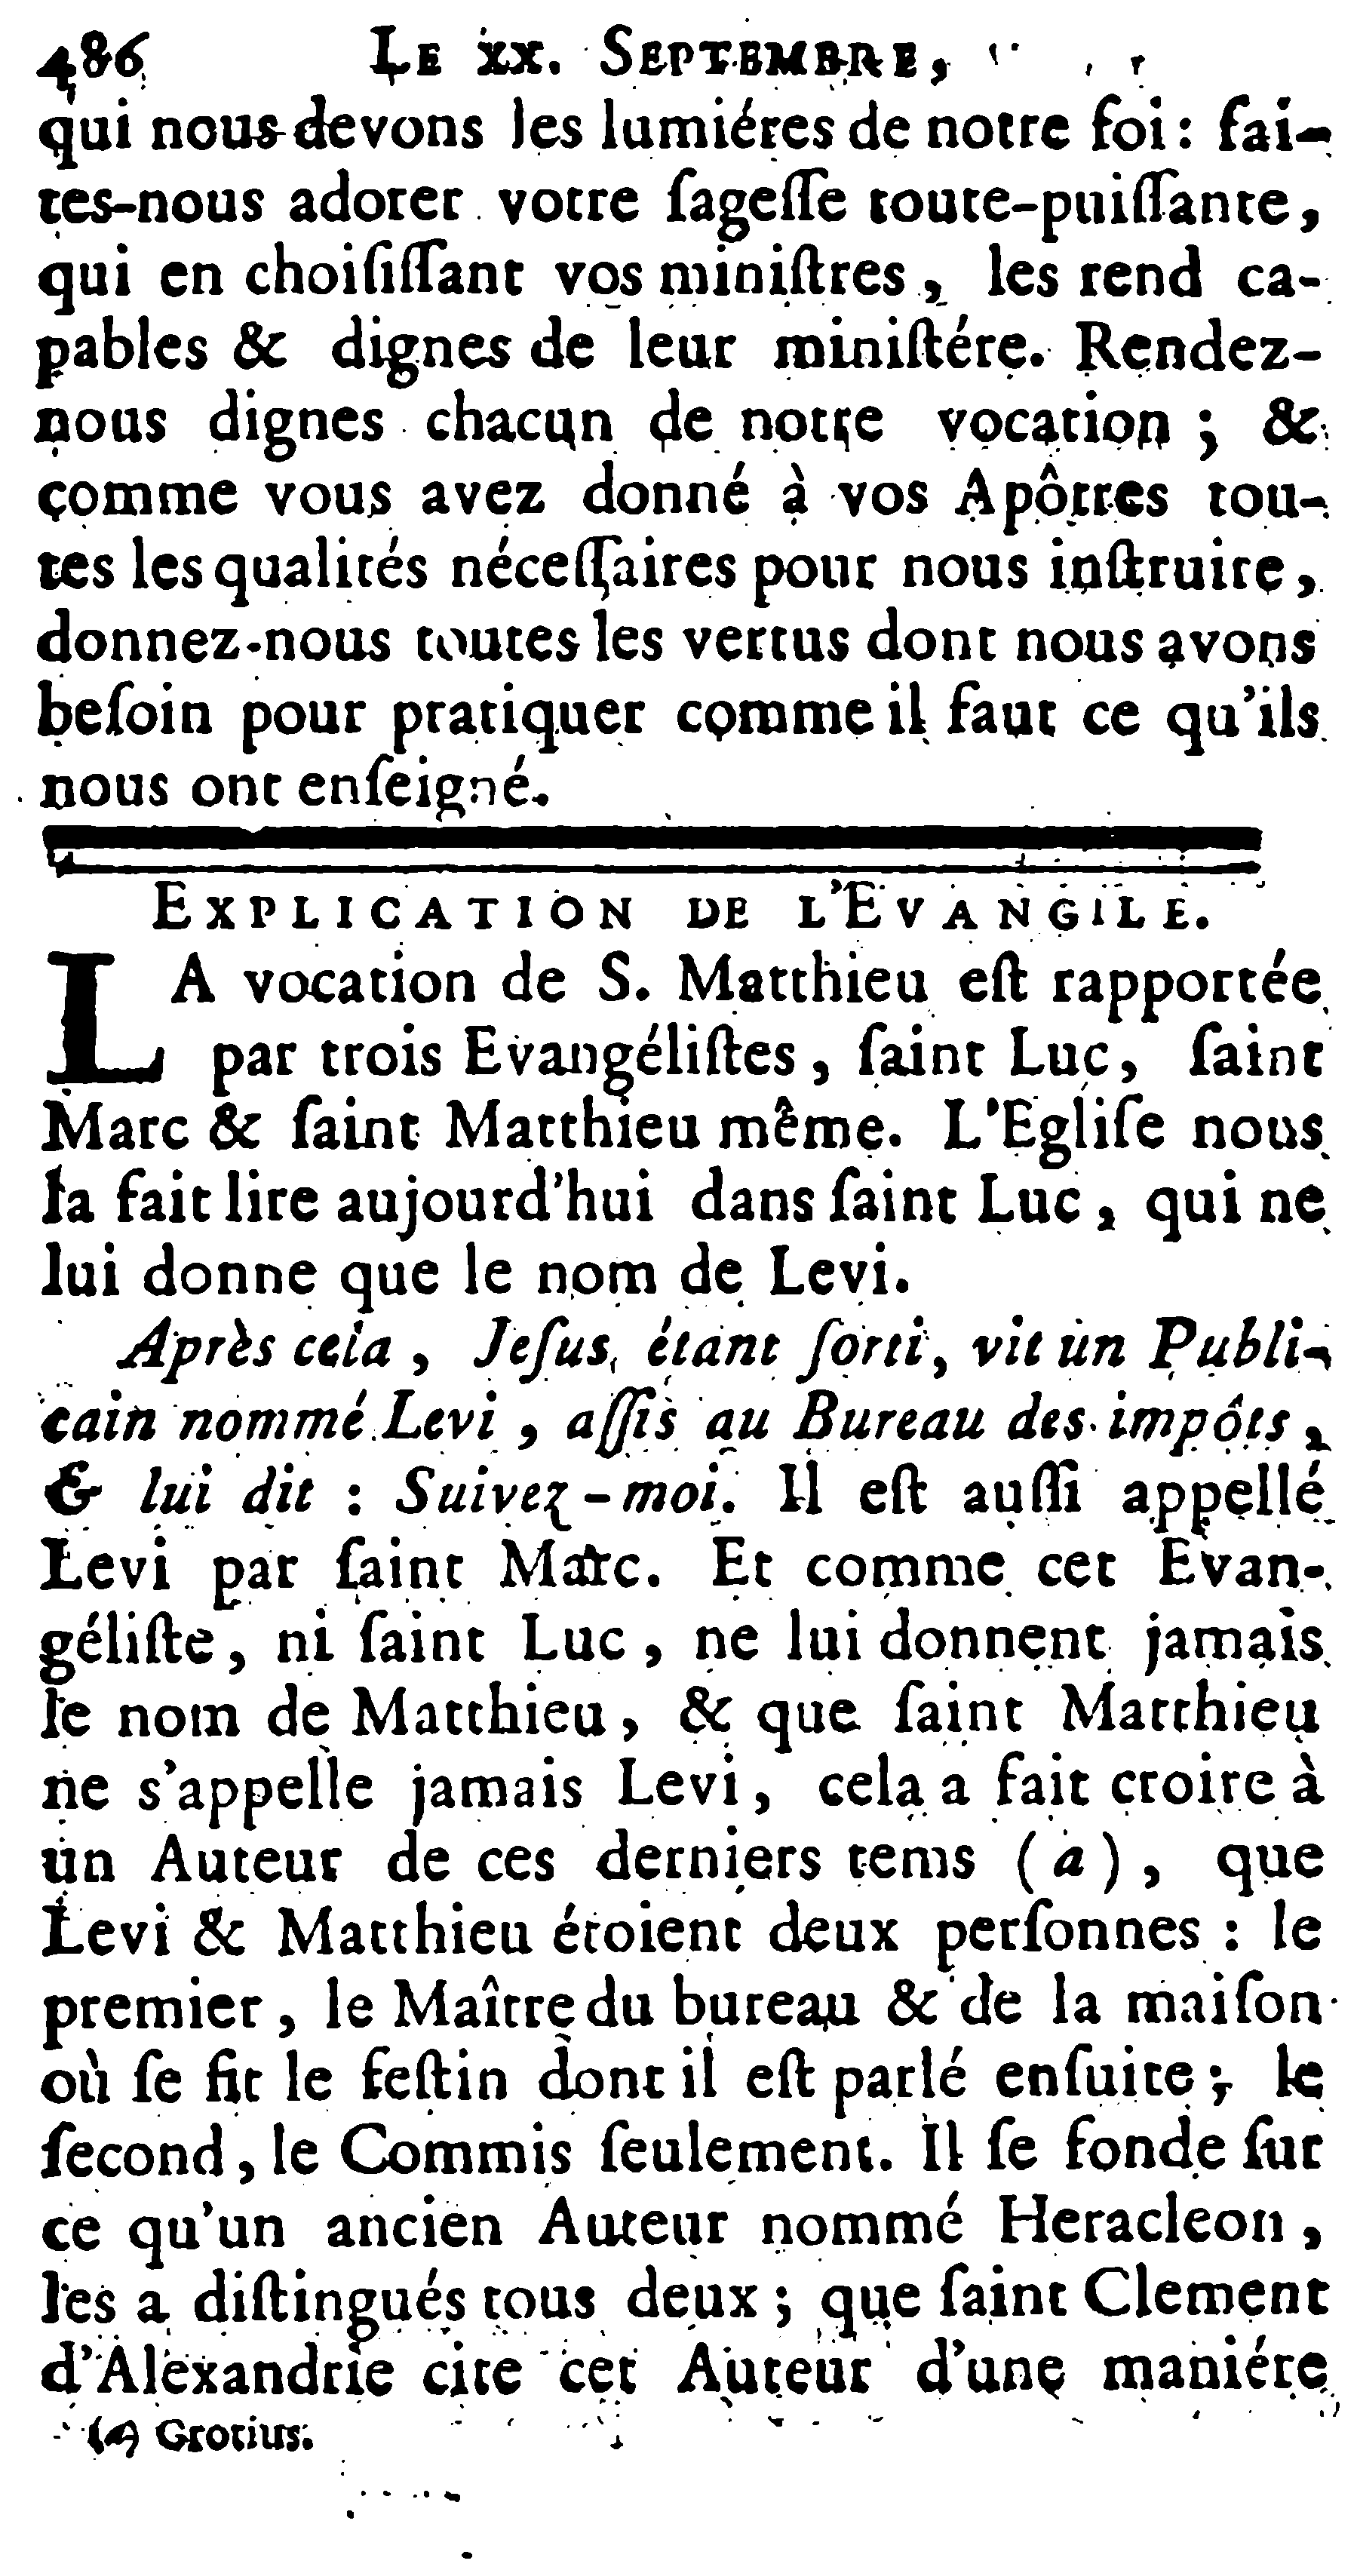 486 LE XX. SEPTEMBRE,
qui nous devons les lumiéres de notre foi : fai-
tes-nous adorer votre ſageſſe toute-puiſſante,
qui en choiſiſſant vos miniſtres, les rend ca-
pables & dignes de leur miniſtére. Rendez-
nous dignes chacun de notre vocation ; &
comme vous avez donné à vos Apôtres tou-
tes les qualités néceſſaires pour nous inſtruire,
donnez-nous toutes les vertus dont nous avons
beſoin pour pratiquer comme il faut ce qu'ils
nous ont enſeigné.
EXPLICATION DE L'EVANGILE.
LA vocation de S. Matthieu eſt rapportée
par trois Evangéliſtes, ſaint Luc, ſaint
Marc & ſaint Matthieu même. L'Egliſe nous
la fait lire aujourd'hui dans ſaint Luc, qui ne
lui donne que le nom de Levi.
Après cela, Jeſus, étant ſorti, vit un Publi-
cain nommé Levi, aſſis au Bureau des impôts,
& lui dit : Suivez-moi. Il eſt auſſi appellé
Levi par ſaint Marc. Et comme cet Evan-
géliſte, ni ſaint Luc, ne lui donnent jamais
le nom de Matthieu, & que ſaint Matthieu
ne s'appelle jamais Levi, cela a fait croire à
un Auteur de ces derniers tems (a), que
Levi & Matthieu étoient deux perſonnes : le
premier, le Maître du bureau & de la maiſon
où ſe fit le feſtin dont il eſt parlé enſuite; le
ſecond, le Commis ſeulement. Il ſe fonde ſur
ce qu'un ancien Auteur nommé Heracleon,
les a diſtingués tous deux ; que ſaint Clement
d'Alexandrie cite cet Auteur d'une maniére
(a) Grotius.